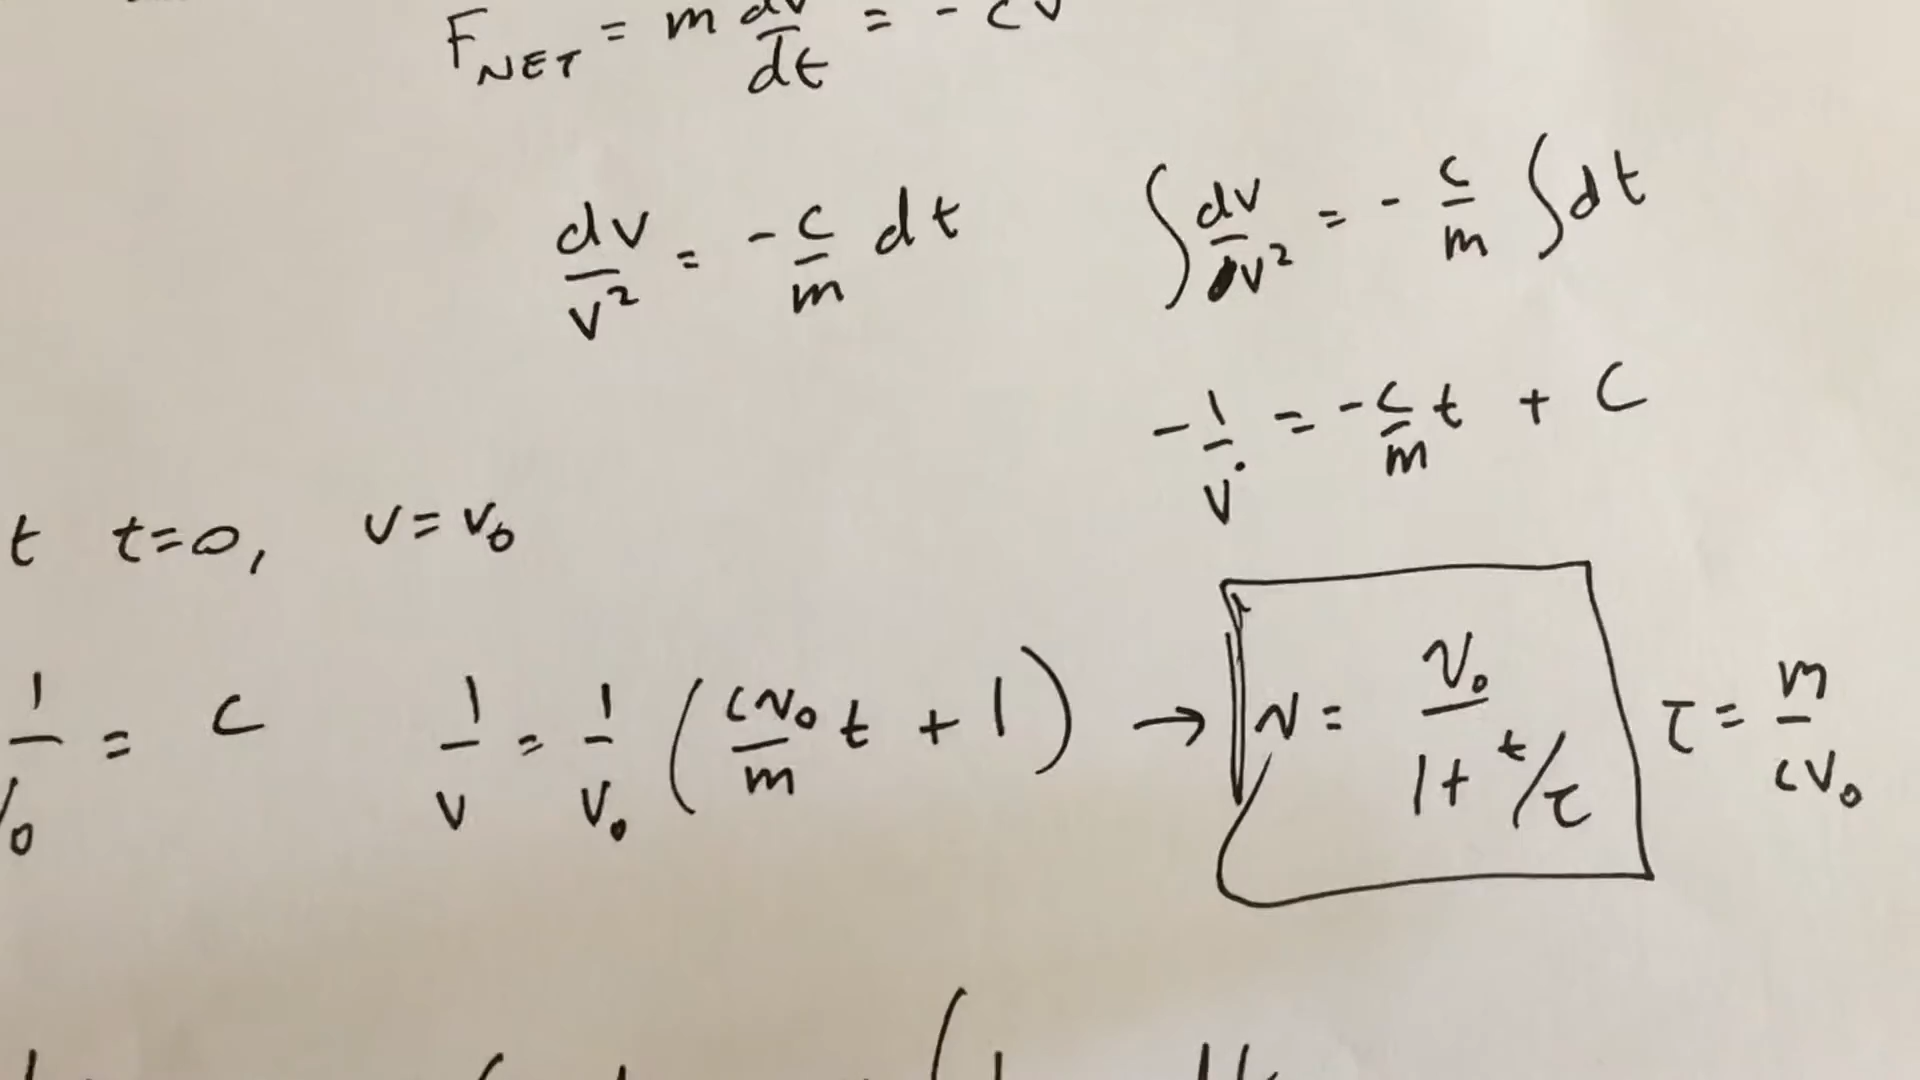 F_NET = m dv/dt = - cv
dv/v² = - c/m dt
∫ dv/v² = - c/m ∫ dt
- 1/v = - c/m t + C
t t=0, v=v₀
1/v₀ = C
1/v = 1/v₀ ( cv₀/m t + 1 ) → v = v₀/(1 + t/τ) τ = m/cv₀